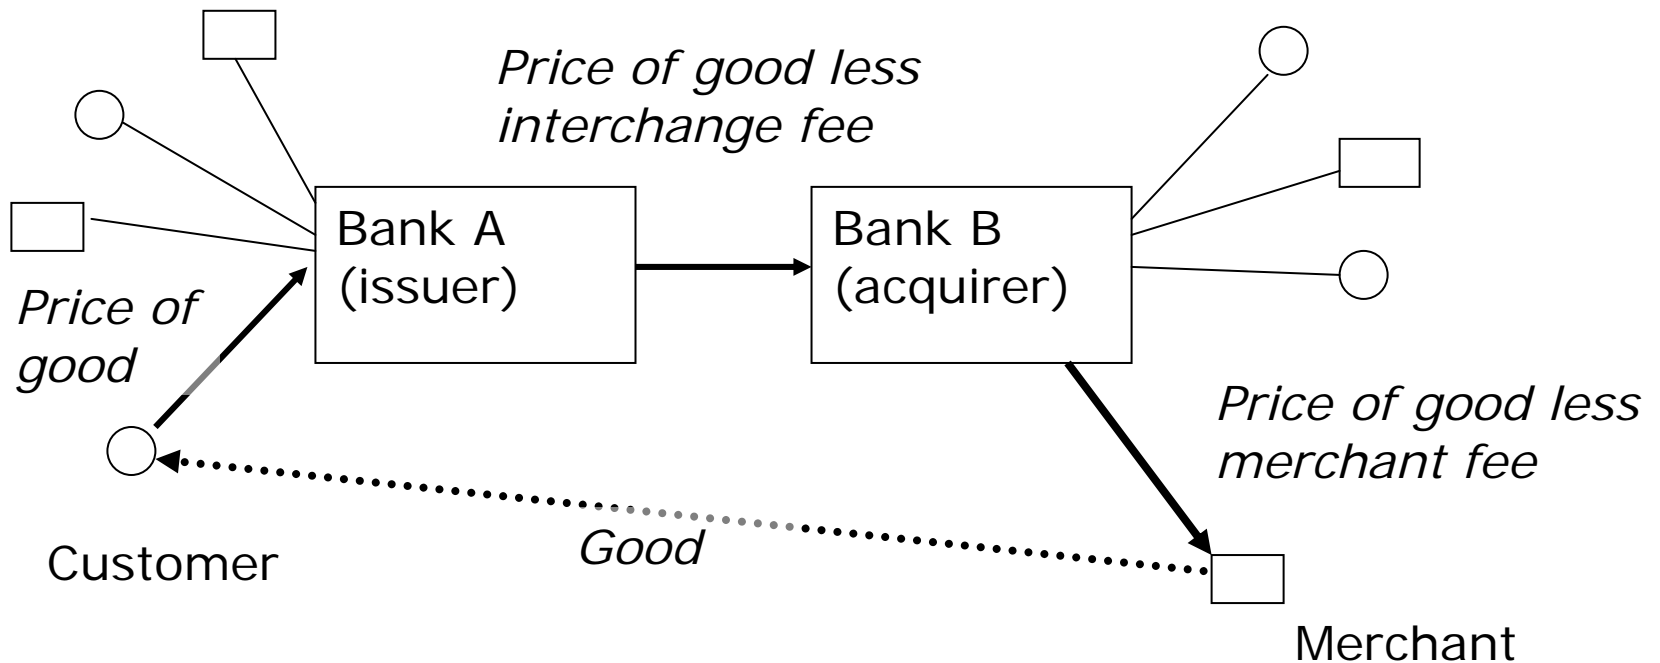 Price of good less
interchange fee
Bank A
(issuer)
Bank B
(acquirer)
Price of
good
Price of good less
merchant fee
Good
Customer
Merchant